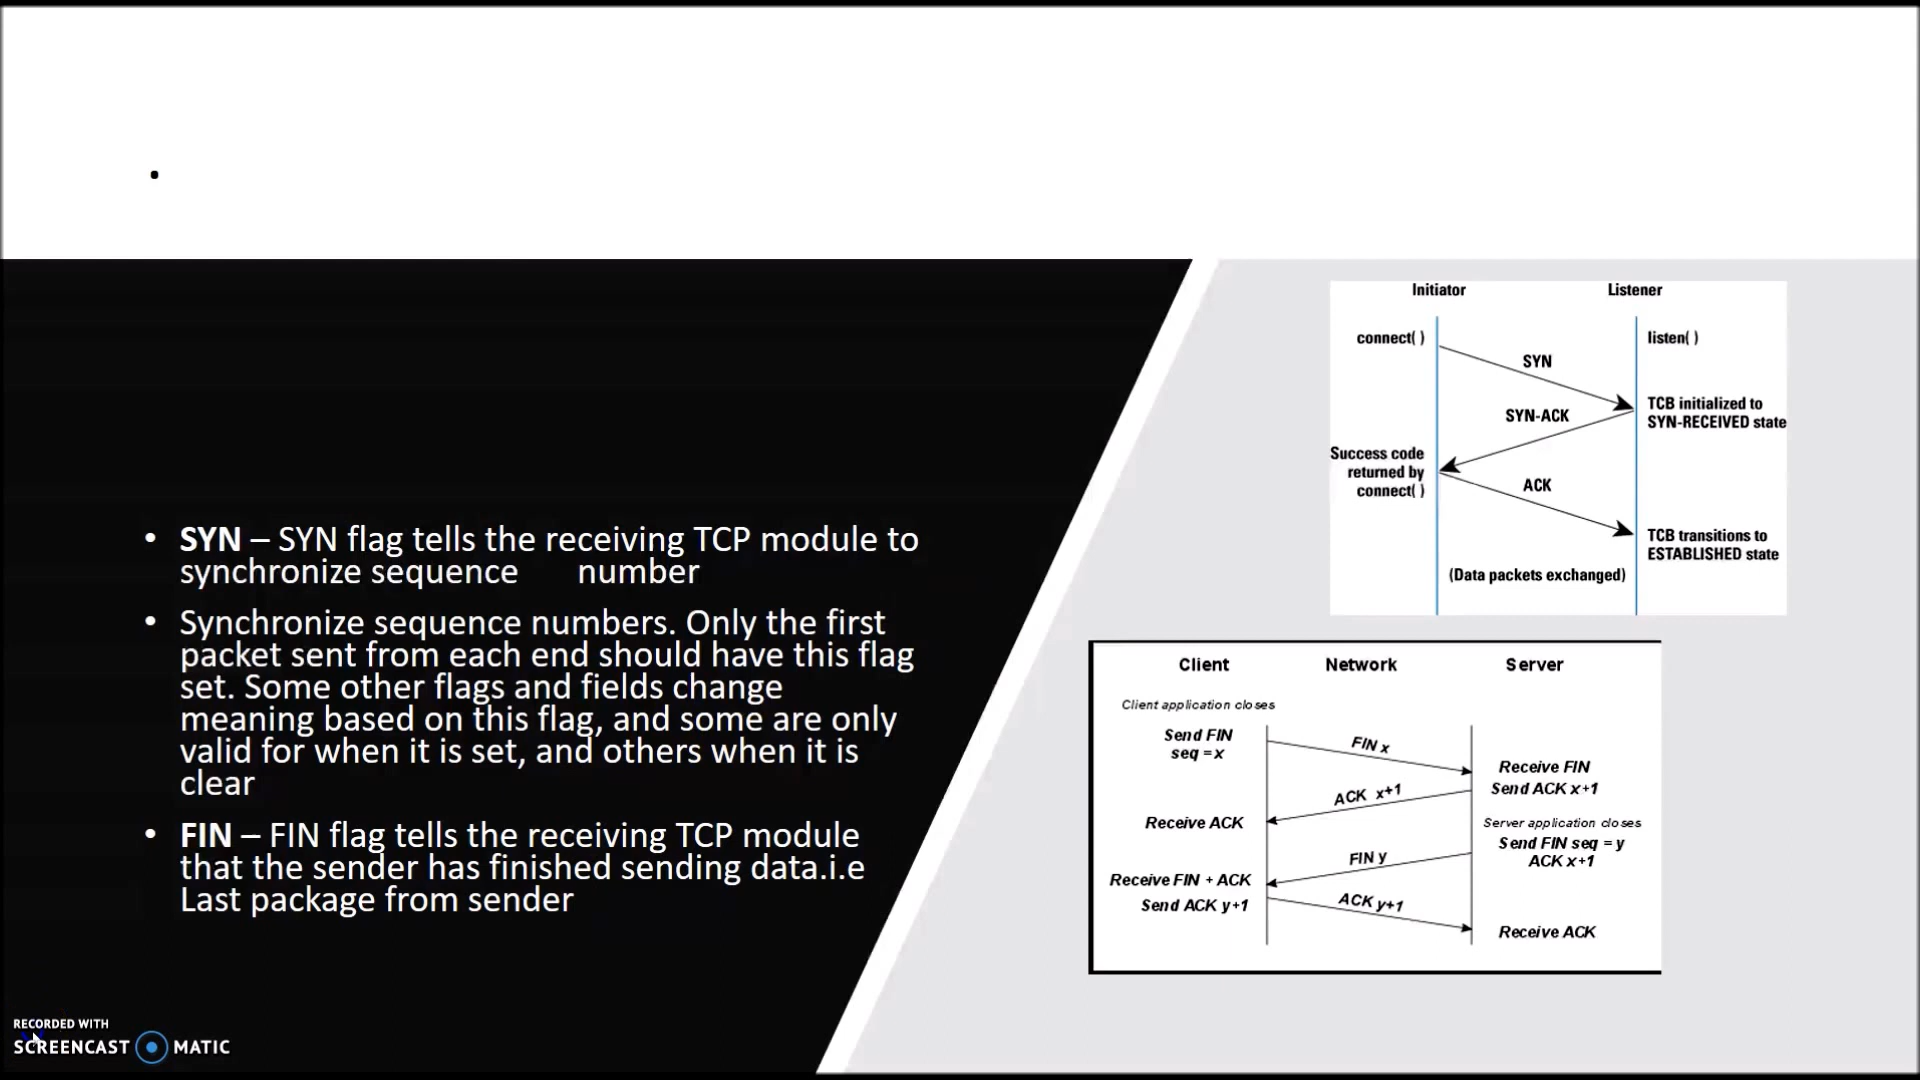 .
• SYN – SYN flag tells the receiving TCP module to
synchronize sequence number
• Synchronize sequence numbers. Only the first
packet sent from each end should have this flag
set. Some other flags and fields change
meaning based on this flag, and some are only
valid for when it is set, and others when it is
clear
• FIN – FIN flag tells the receiving TCP module
that the sender has finished sending data.i.e
Last package from sender
Initiator Listener
connect( ) listen( )
SYN
TCB initialized to
SYN-RECEIVED state
SYN-ACK
Success code
returned by
connect( )
ACK
TCB transitions to
ESTABLISHED state
(Data packets exchanged)
Client Network Server
Client application closes
Send FIN
seq = x
FIN x
Receive FIN
Send ACK x+1
ACK x+1
Receive ACK
Server application closes
Send FIN seq = y
ACK x+1
FIN y
Receive FIN + ACK
Send ACK y+1
ACK y+1
Receive ACK
RECORDED WITH
SCREENCAST MATIC